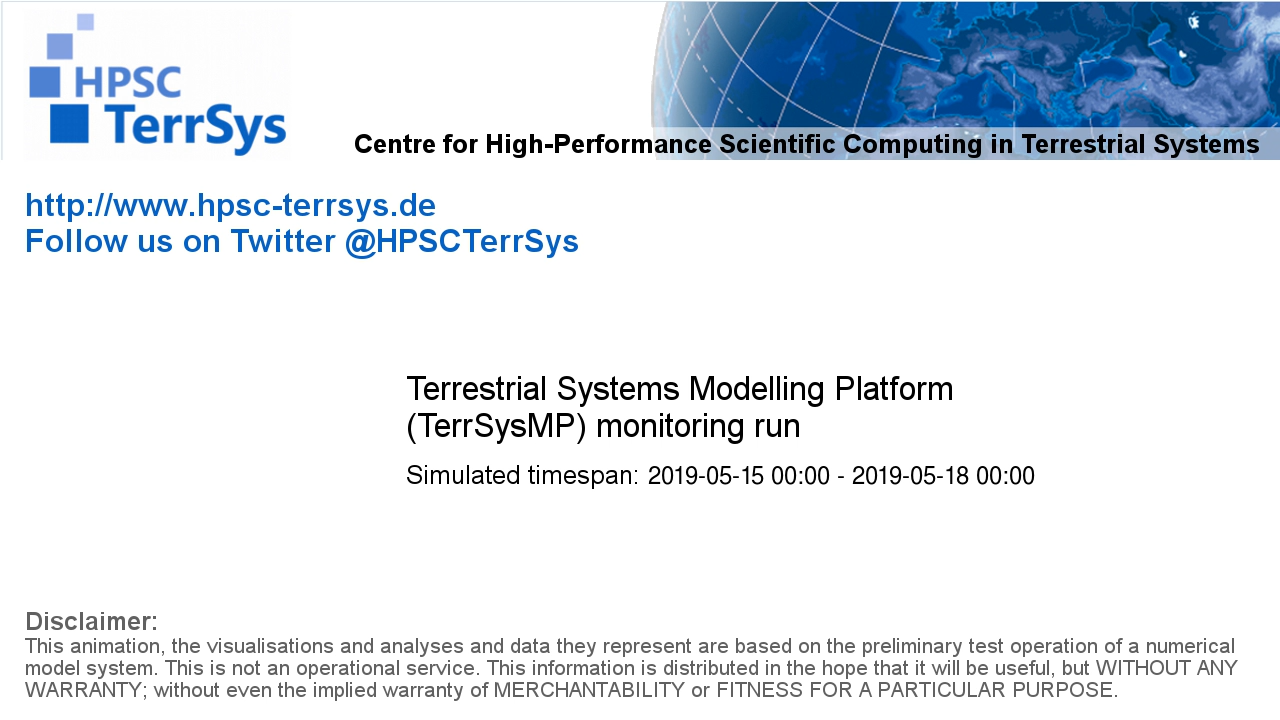 HPSC
TerrSys
Centre for High-Performance Scientific Computing in Terrestrial Systems
http://www.hpsc-terrsys.de
Follow us on Twitter @HPSCTerrSys
Terrestrial Systems Modelling Platform
(TerrSysMP) monitoring run
Simulated timespan: 2019-05-15 00:00 - 2019-05-18 00:00
Disclaimer:
This animation, the visualisations and analyses and data they represent are based on the preliminary test operation of a numerical
model system. This is not an operational service. This information is distributed in the hope that it will be useful, but WITHOUT ANY
WARRANTY; without even the implied warranty of MERCHANTABILITY or FITNESS FOR A PARTICULAR PURPOSE.